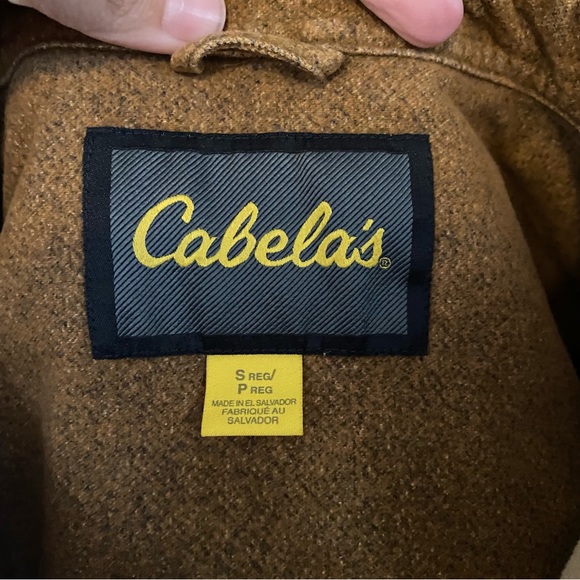 Cabela's®
S REG/
P REG
MADE IN EL SALVADOR
FABRIQUÉ AU
SALVADOR